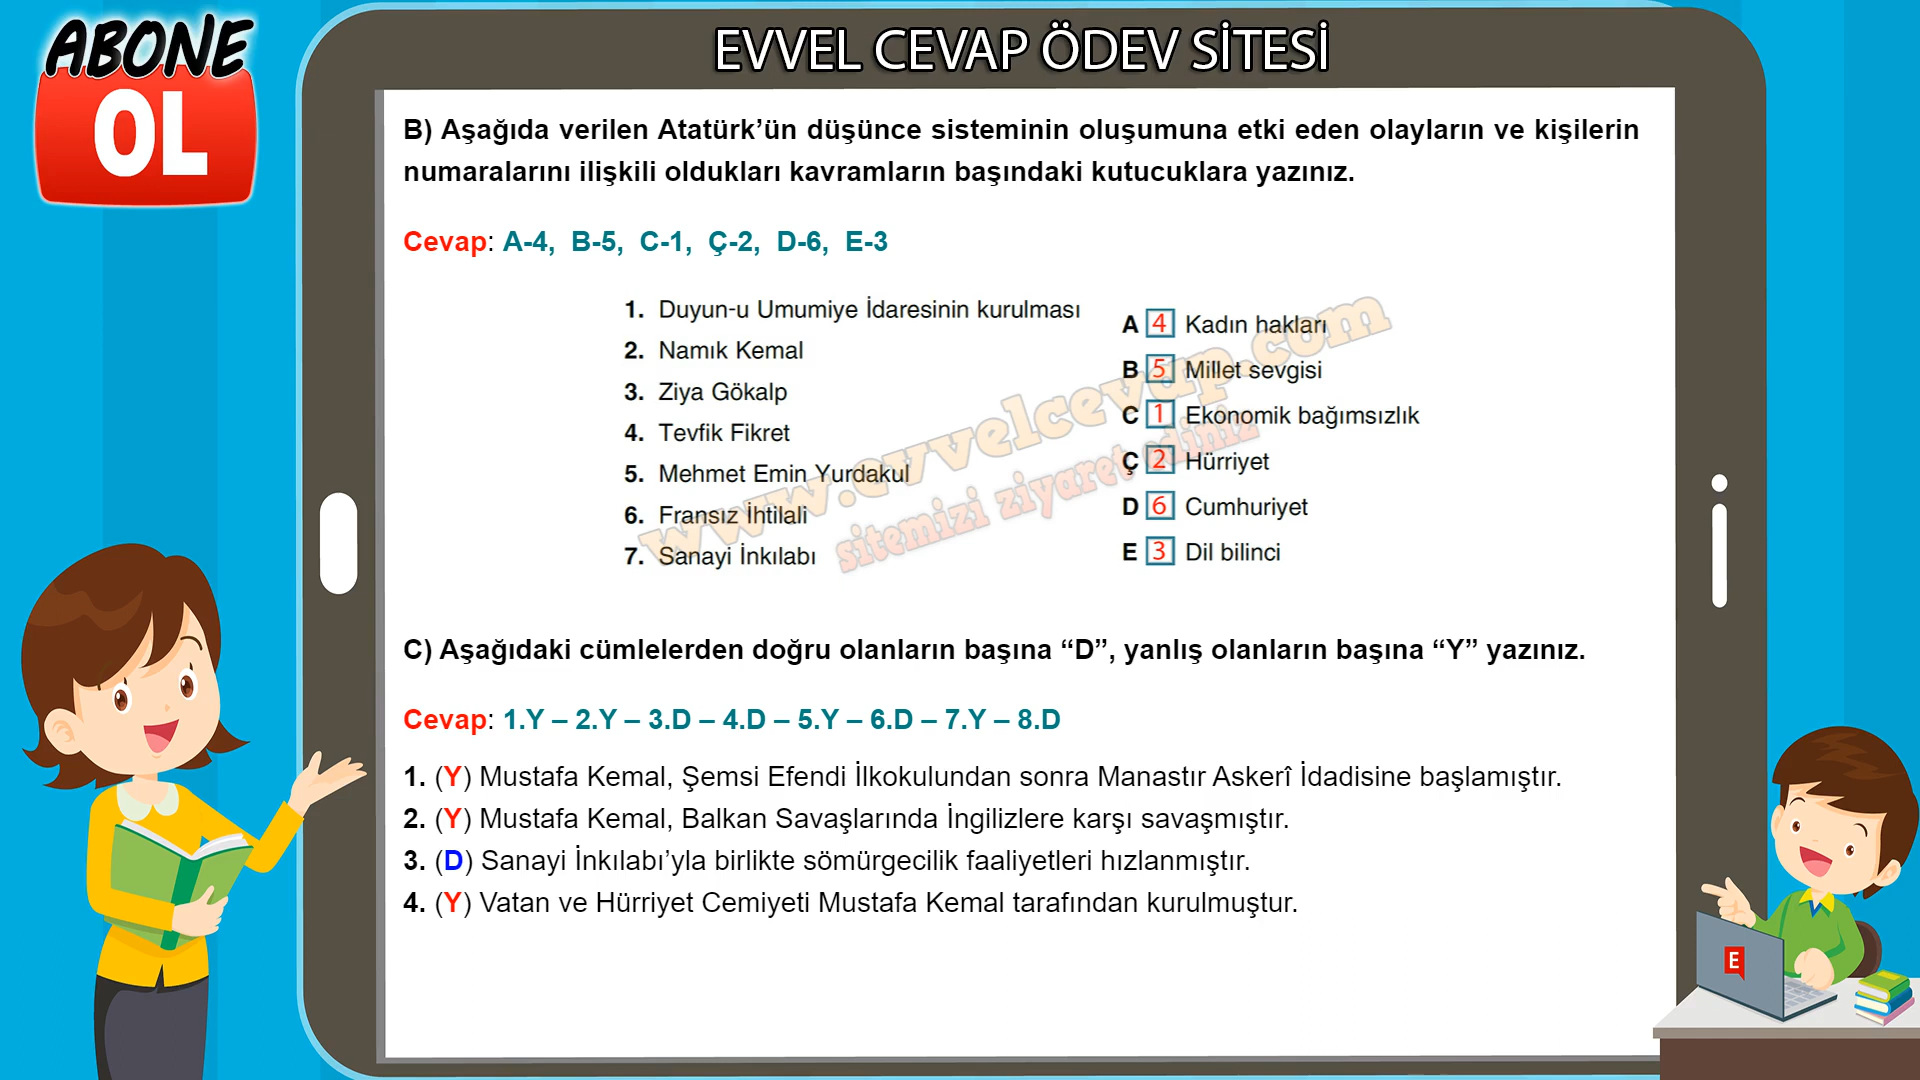 ABONE
OL
EVVEL CEVAP ÖDEV SİTESİ
B) Aşağıda verilen Atatürk’ün düşünce sisteminin oluşumuna etki eden olayların ve kişilerin
numaralarını ilişkili oldukları kavramların başındaki kutucuklara yazınız.
Cevap: A-4, B-5, C-1, Ç-2, D-6, E-3
1. Duyun-u Umumiye İdaresinin kurulması
2. Namık Kemal
3. Ziya Gökalp
4. Tevfik Fikret
5. Mehmet Emin Yurdakul
6. Fransız İhtilali
7. Sanayi İnkılabı
A 4 Kadın hakları
B 5 Millet sevgisi
C 1 Ekonomik bağımsızlık
Ç 2 Hürriyet
D 6 Cumhuriyet
E 3 Dil bilinci
www.evvelcevap.com
sitemizi ziyaret ediniz
C) Aşağıdaki cümlelerden doğru olanların başına “D”, yanlış olanların başına “Y” yazınız.
Cevap: 1.Y – 2.Y – 3.D – 4.D – 5.Y – 6.D – 7.Y – 8.D
1. (Y) Mustafa Kemal, Şemsi Efendi İlkokulundan sonra Manastır Askerî İdadisine başlamıştır.
2. (Y) Mustafa Kemal, Balkan Savaşlarında İngilizlere karşı savaşmıştır.
3. (D) Sanayi İnkılabı’yla birlikte sömürgecilik faaliyetleri hızlanmıştır.
4. (Y) Vatan ve Hürriyet Cemiyeti Mustafa Kemal tarafından kurulmuştur.
E